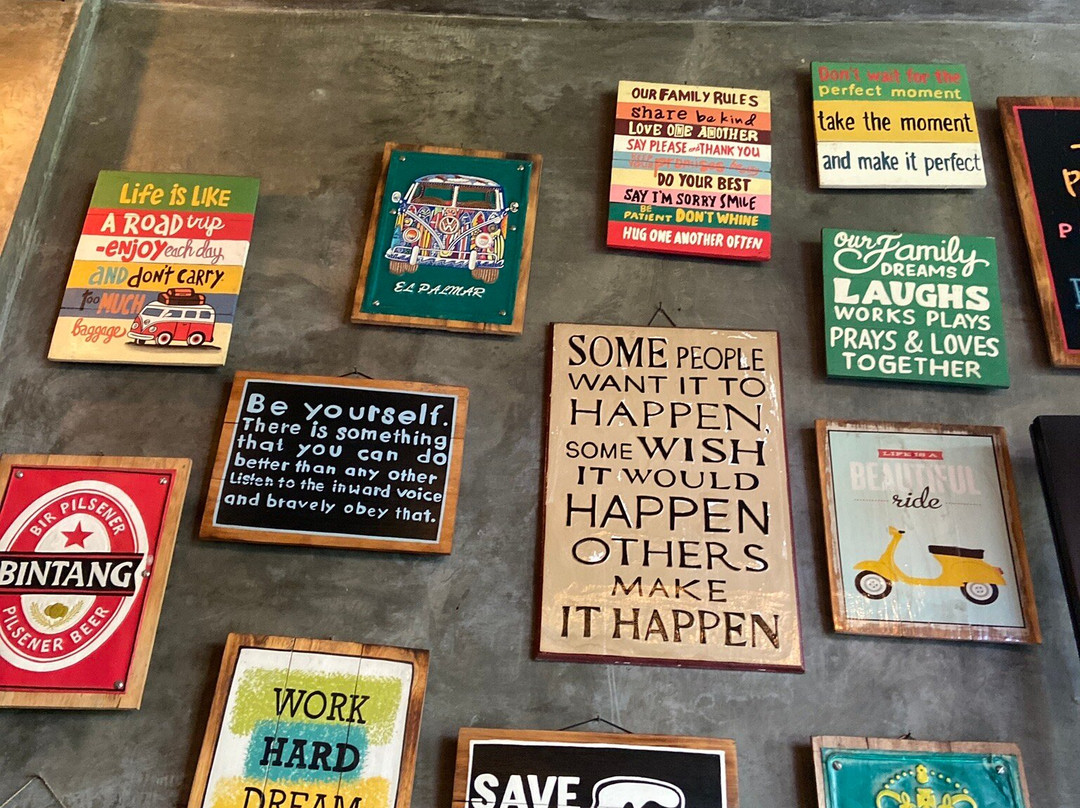 LIFE IS LIKE
A ROAD trip
-ENJOY each day
AND DON'T CARRY
too MUCH
baggage
EL PALMAR
OUR FAMILY RULES
share be kind
LOVE ONE ANOTHER
SAY PLEASE and THANK YOU
DO YOUR BEST
SAY I'M SORRY SMILE
BE
PATIENT DON'T WHINE
HUG ONE ANOTHER OFTEN
Don't wait for the
perfect moment
take the moment
and make it perfect
our Family
DREAMS
LAUGHS
WORKS PLAYS
PRAYS & LOVES
TOGETHER
Be yourself.
There is something
that you can do
better than any other
Listen to the inward voice
and bravely obey that.
SOME PEOPLE
WANT IT TO
HAPPEN,
SOME WISH
IT WOULD
HAPPEN
OTHERS
MAKE
IT HAPPEN
LIFE IS A
BEAUTIFUL
ride
BIR PILSENER
BINTANG
PILSENER BEER
WORK
HARD
DREAM
SAVE